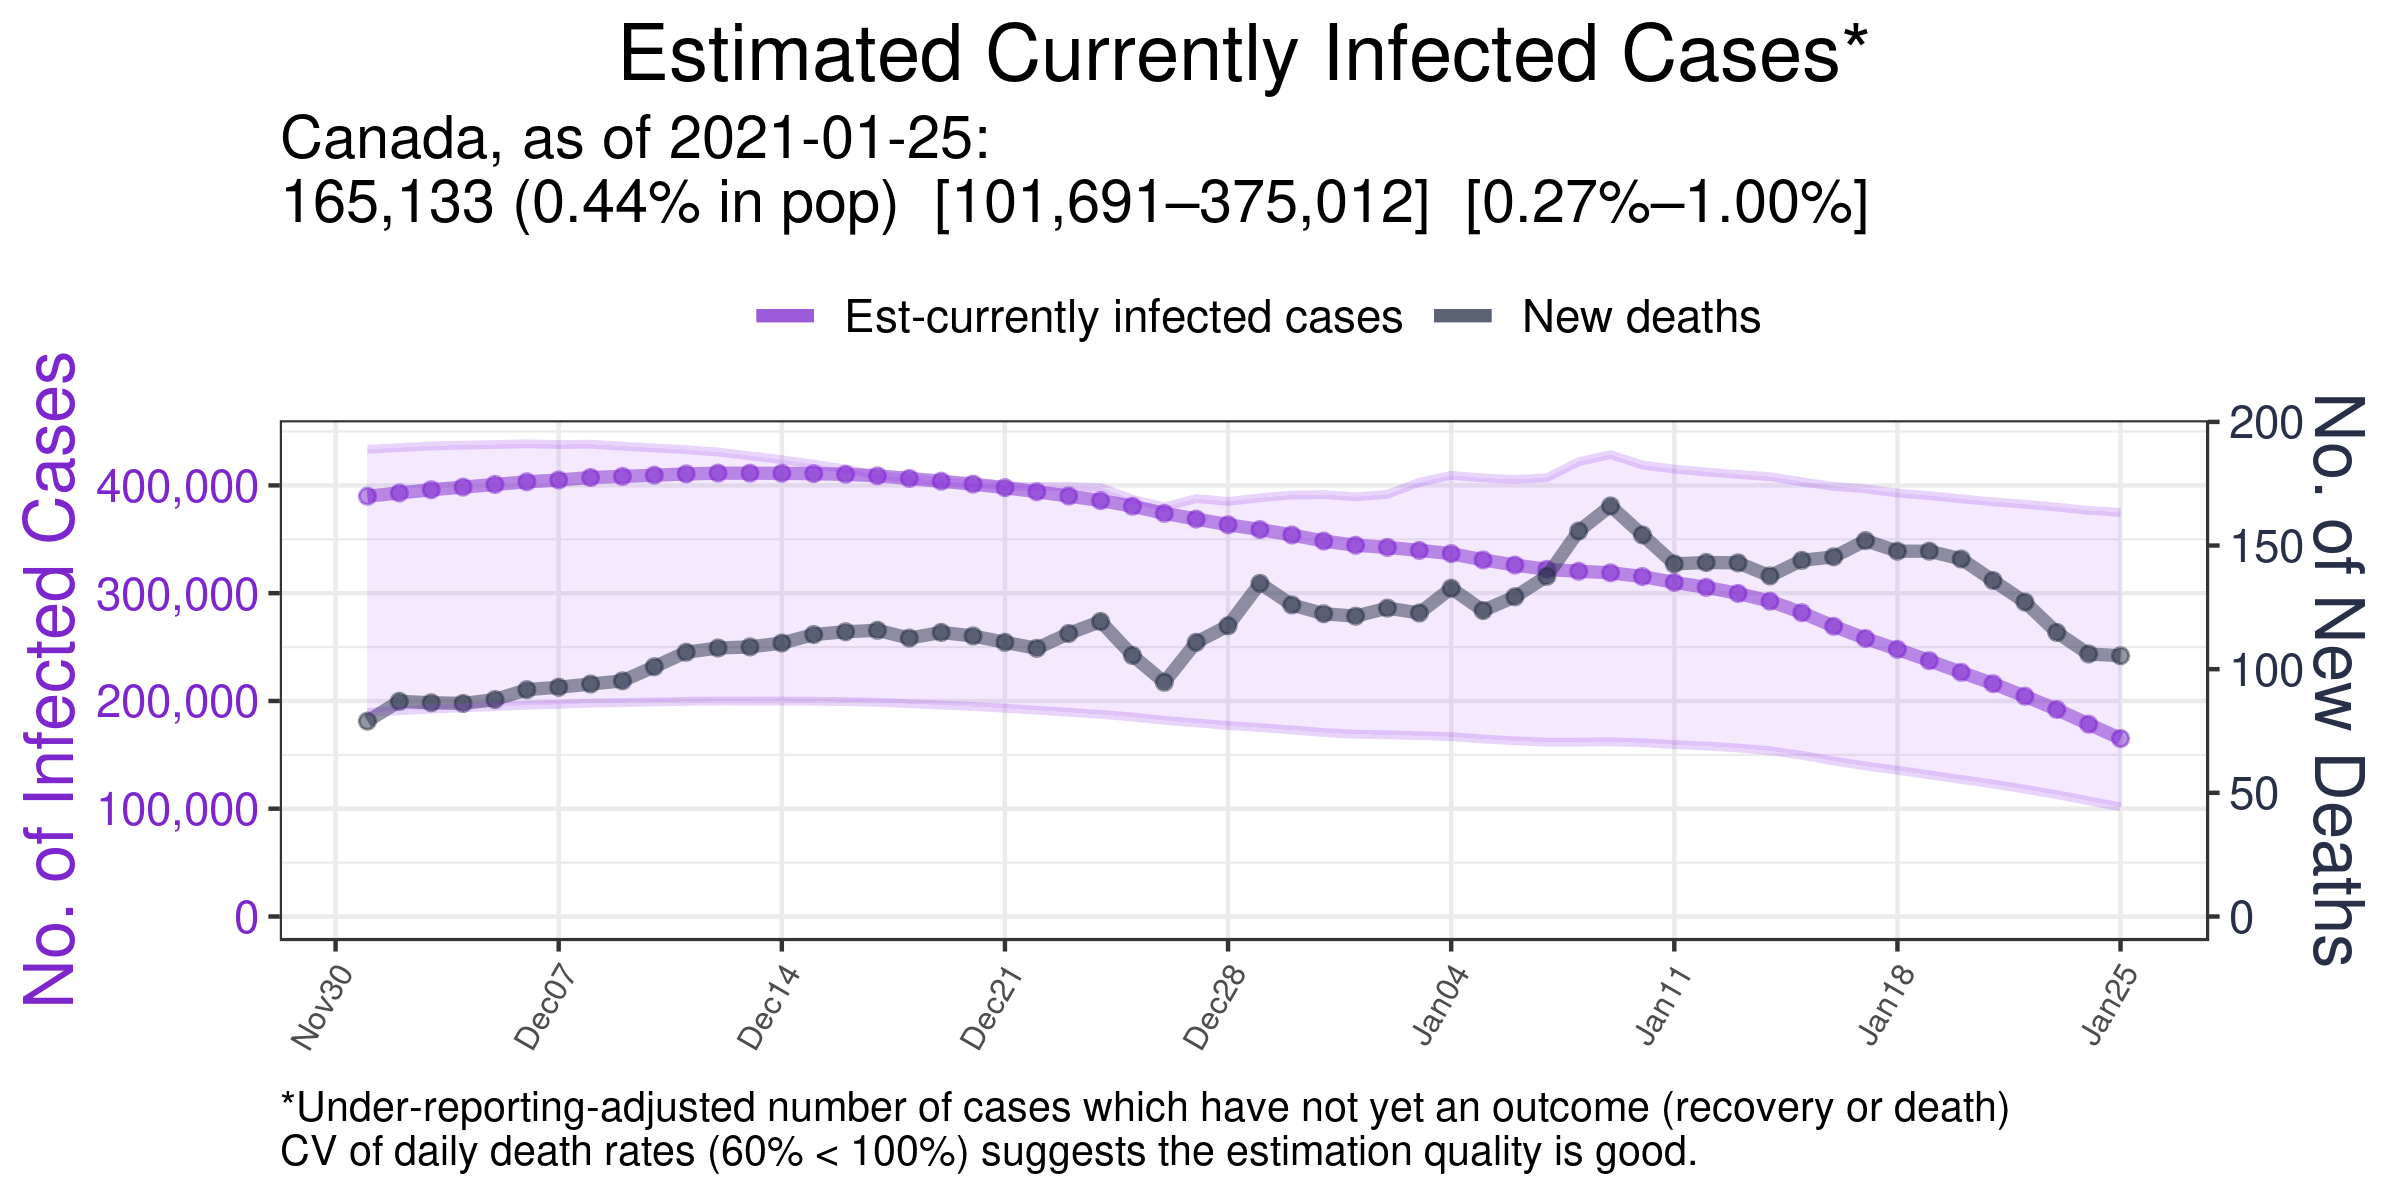 Estimated Currently Infected Cases*
Canada, as of 2021-01-25:
165,133 (0.44% in pop) [101,691–375,012] [0.27%–1.00%]
Est-currently infected cases
New deaths
No. of Infected Cases
400,000
300,000
200,000
100,000
0
No. of New Deaths
200
150
100
50
0
Nov30
Dec07
Dec14
Dec21
Dec28
Jan04
Jan11
Jan18
Jan25
*Under-reporting-adjusted number of cases which have not yet an outcome (recovery or death)
CV of daily death rates (60% < 100%) suggests the estimation quality is good.